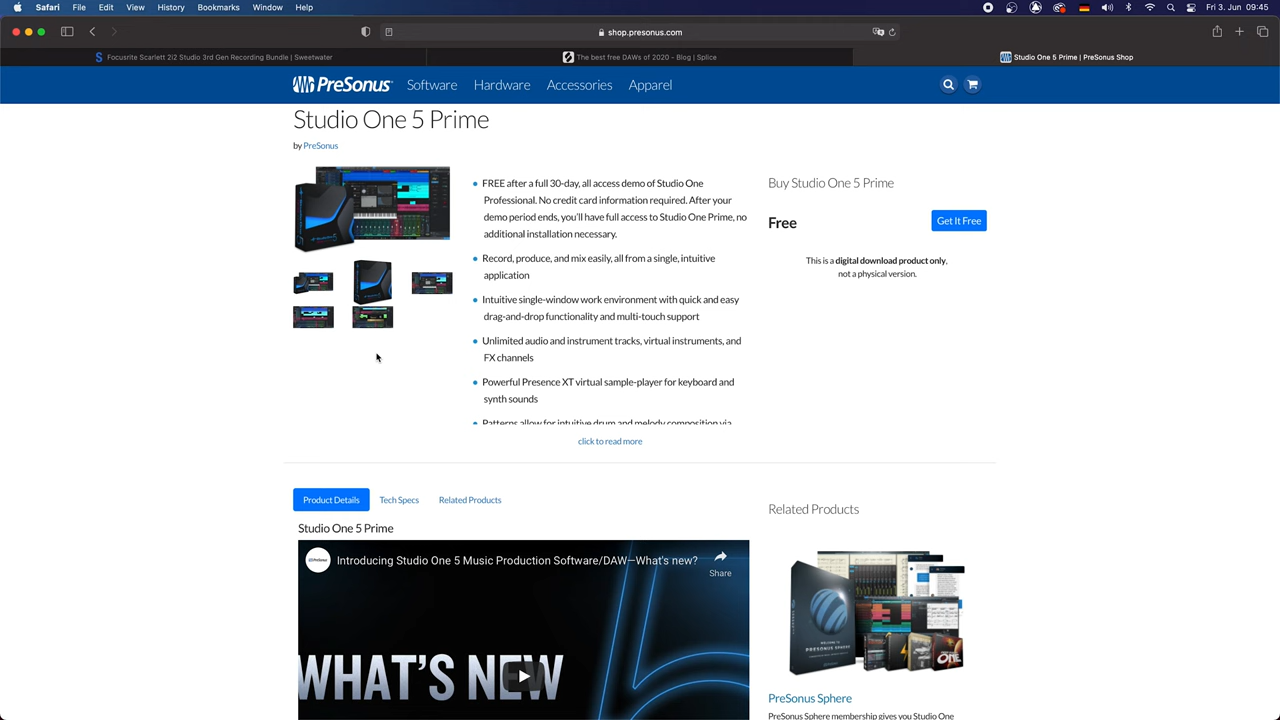 Safari File Edit View History Bookmarks Window Help
Fri 3. Jun 09:45
shop.presonus.com
Focusrite Scarlett 2i2 Studio 3rd Gen Recording Bundle | Sweetwater
The best free DAWs of 2020 - Blog | Splice
Studio One 5 Prime | PreSonus Shop
PreSonus Software Hardware Accessories Apparel
Studio One 5 Prime
by PreSonus
FREE after a full 30-day, all access demo of Studio One
Professional. No credit card information required. After your
demo period ends, you'll have full access to Studio One Prime, no
additional installation necessary.
Record, produce, and mix easily, all from a single, intuitive
application
Intuitive single-window work environment with quick and easy
drag-and-drop functionality and multi-touch support
Unlimited audio and instrument tracks, virtual instruments, and
FX channels
Powerful Presence XT virtual sample-player for keyboard and
synth sounds
Patterns allow for intuitive drum and melody composition via
click to read more
Buy Studio One 5 Prime
Free
Get It Free
This is a digital download product only,
not a physical version.
Product Details Tech Specs Related Products
Studio One 5 Prime
Introducing Studio One 5 Music Production Software/DAW—What's new?
Share
WHAT'S NEW
Related Products
PreSonus Sphere
PreSonus Sphere membership gives you Studio One